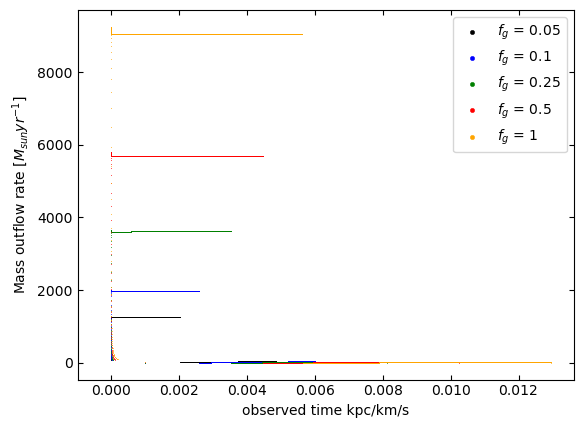 Mass outflow rate [M_sun yr^-1]
8000
6000
4000
2000
0
0.000 0.002 0.004 0.006 0.008 0.010 0.012
observed time kpc/km/s
f_g = 0.05
f_g = 0.1
f_g = 0.25
f_g = 0.5
f_g = 1